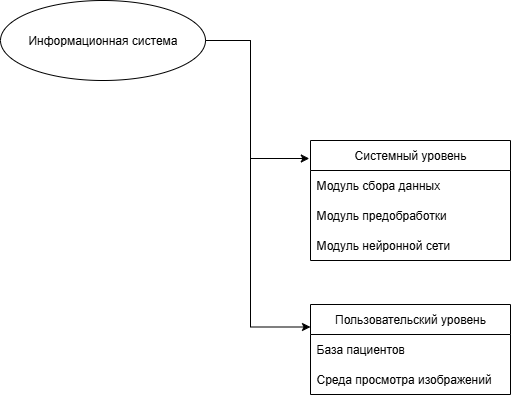 Информационная система
Системный уровень
Модуль сбора данных
Модуль предобработки
Модуль нейронной сети
Пользовательский уровень
База пациентов
Среда просмотра изображений